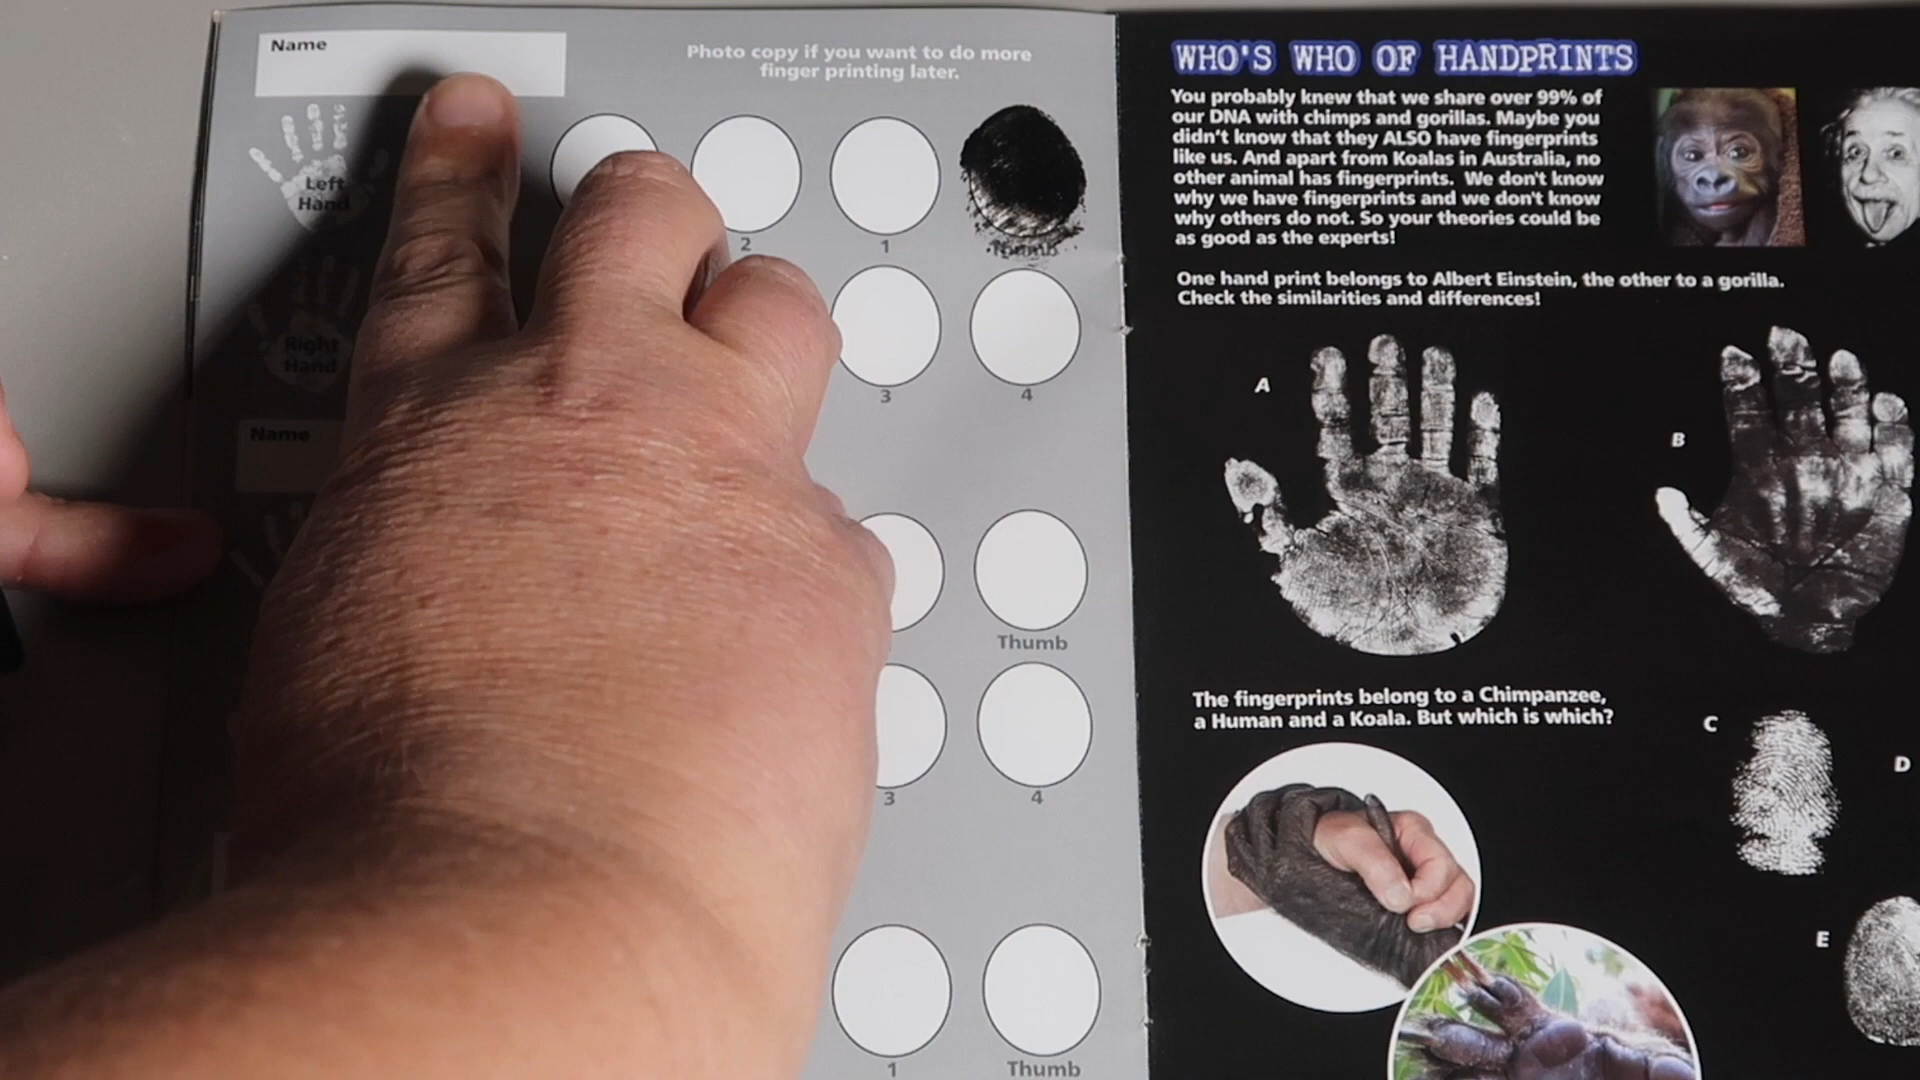 Name
Photo copy if you want to do more
finger printing later.
Left
Hand
2
1
Thumb
Right
Hand
3
4
Name
Thumb
3
4
1
Thumb
WHO'S WHO OF HANDPRINTS
You probably knew that we share over 99% of
our DNA with chimps and gorillas. Maybe you
didn't know that they ALSO have fingerprints
like us. And apart from Koalas in Australia, no
other animal has fingerprints. We don't know
why we have fingerprints and we don't know
why others do not. So your theories could be
as good as the experts!
One hand print belongs to Albert Einstein, the other to a gorilla.
Check the similarities and differences!
A
B
The fingerprints belong to a Chimpanzee,
a Human and a Koala. But which is which?
C
D
E